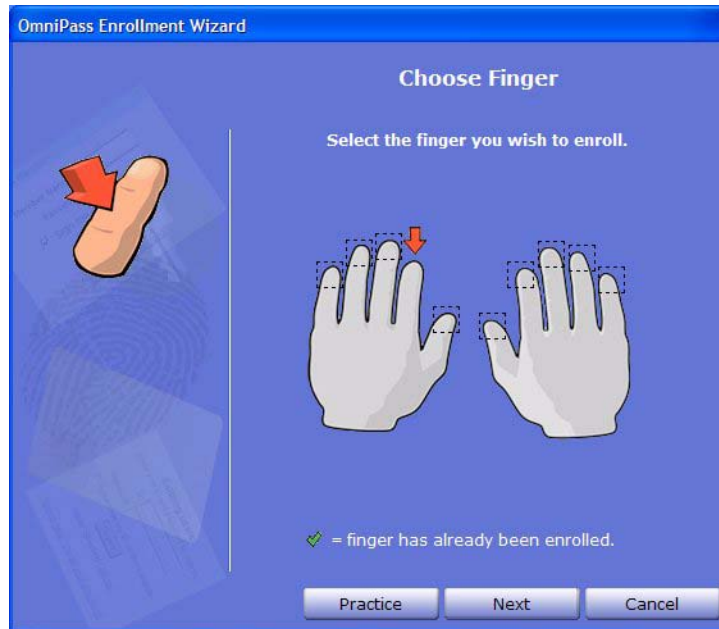 OmniPass Enrollment Wizard
Choose Finger
Select the finger you wish to enroll.
= finger has already been enrolled.
Practice Next Cancel